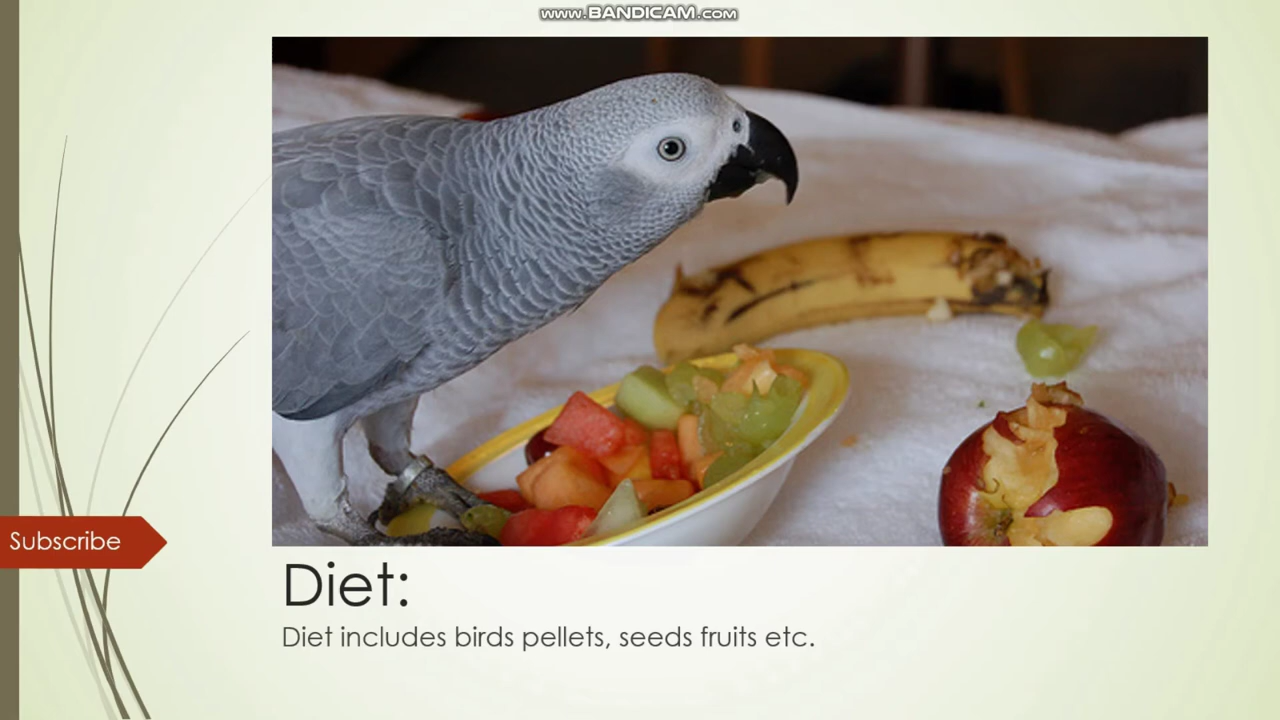 www.BANDICAM.com
Subscribe
Diet:
Diet includes birds pellets, seeds fruits etc.